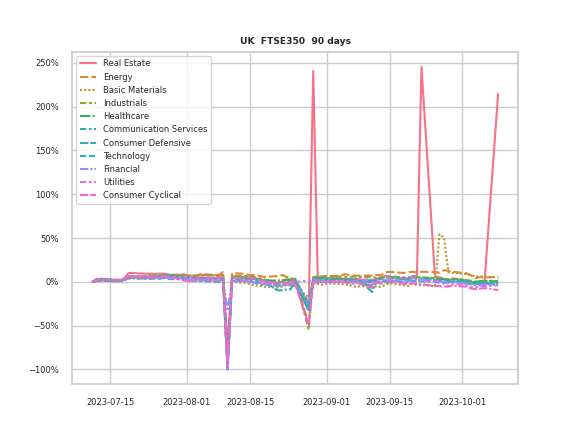 UK FTSE350 90 days
250%
200%
150%
100%
50%
0%
−50%
−100%
Real Estate
Energy
Basic Materials
Industrials
Healthcare
Communication Services
Consumer Defensive
Technology
Financial
Utilities
Consumer Cyclical
2023-07-15
2023-08-01
2023-08-15
2023-09-01
2023-09-15
2023-10-01